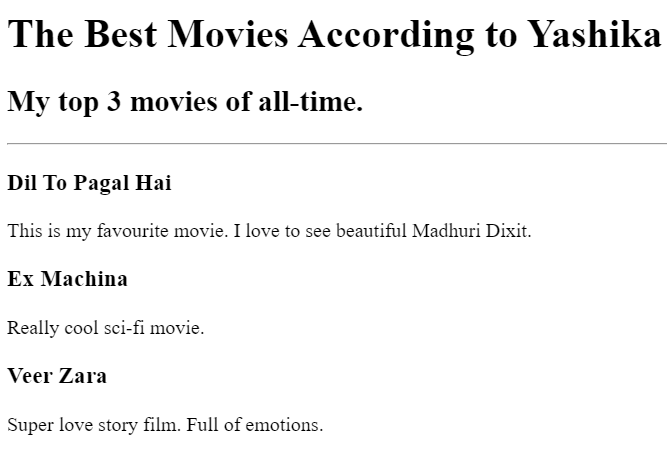 The Best Movies According to Yashika
My top 3 movies of all-time.
Dil To Pagal Hai
This is my favourite movie. I love to see beautiful Madhuri Dixit.
Ex Machina
Really cool sci-fi movie.
Veer Zara
Super love story film. Full of emotions.